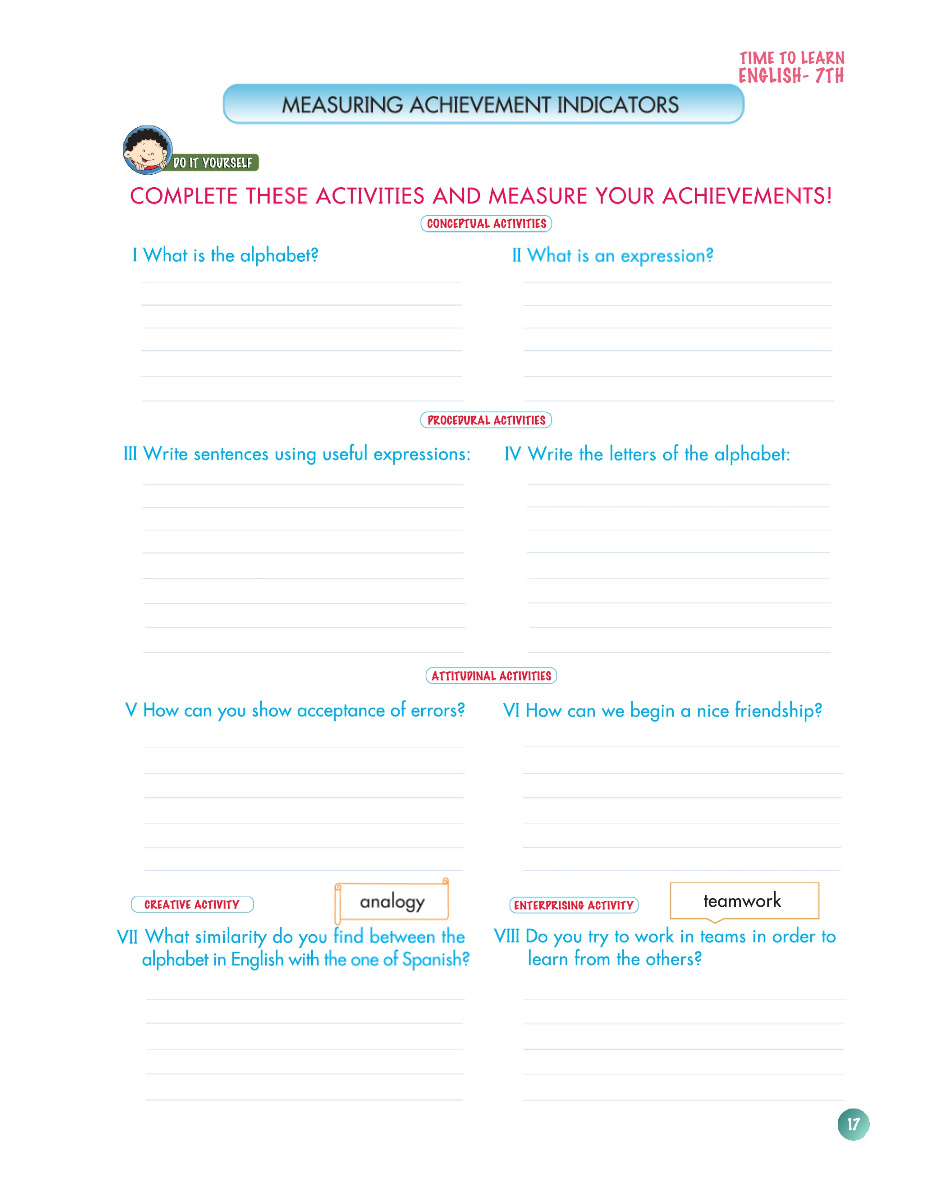 TIME TO LEARN
ENGLISH- 7TH
MEASURING ACHIEVEMENT INDICATORS
DO IT YOURSELF
COMPLETE THESE ACTIVITIES AND MEASURE YOUR ACHIEVEMENTS!
CONCEPTUAL ACTIVITIES
I What is the alphabet?
II What is an expression?
PROCEDURAL ACTIVITIES
III Write sentences using useful expressions:
IV Write the letters of the alphabet:
ATTITUDINAL ACTIVITIES
V How can you show acceptance of errors?
VI How can we begin a nice friendship?
CREATIVE ACTIVITY
analogy
VII What similarity do you find between the
alphabet in English with the one of Spanish?
ENTERPRISING ACTIVITY
teamwork
VIII Do you try to work in teams in order to
learn from the others?
17